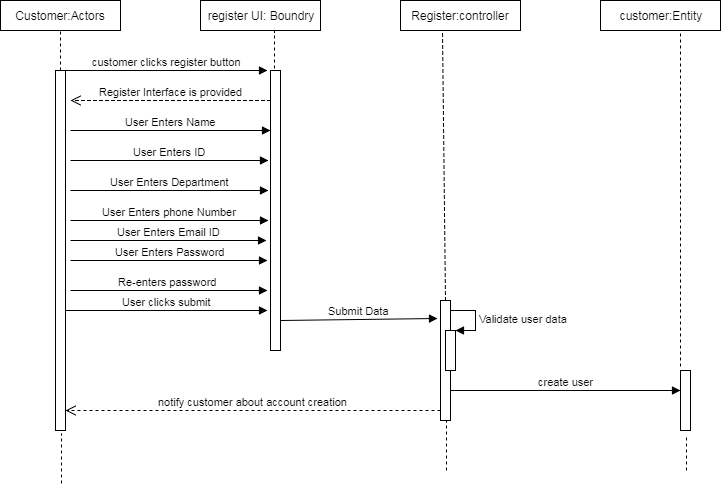 Customer:Actors
register UI: Boundry
Register:controller
customer:Entity
customer clicks register button
Register Interface is provided
User Enters Name
User Enters ID
User Enters Department
User Enters phone Number
User Enters Email ID
User Enters Password
Re-enters password
User clicks submit
Submit Data
Validate user data
create user
notify customer about account creation